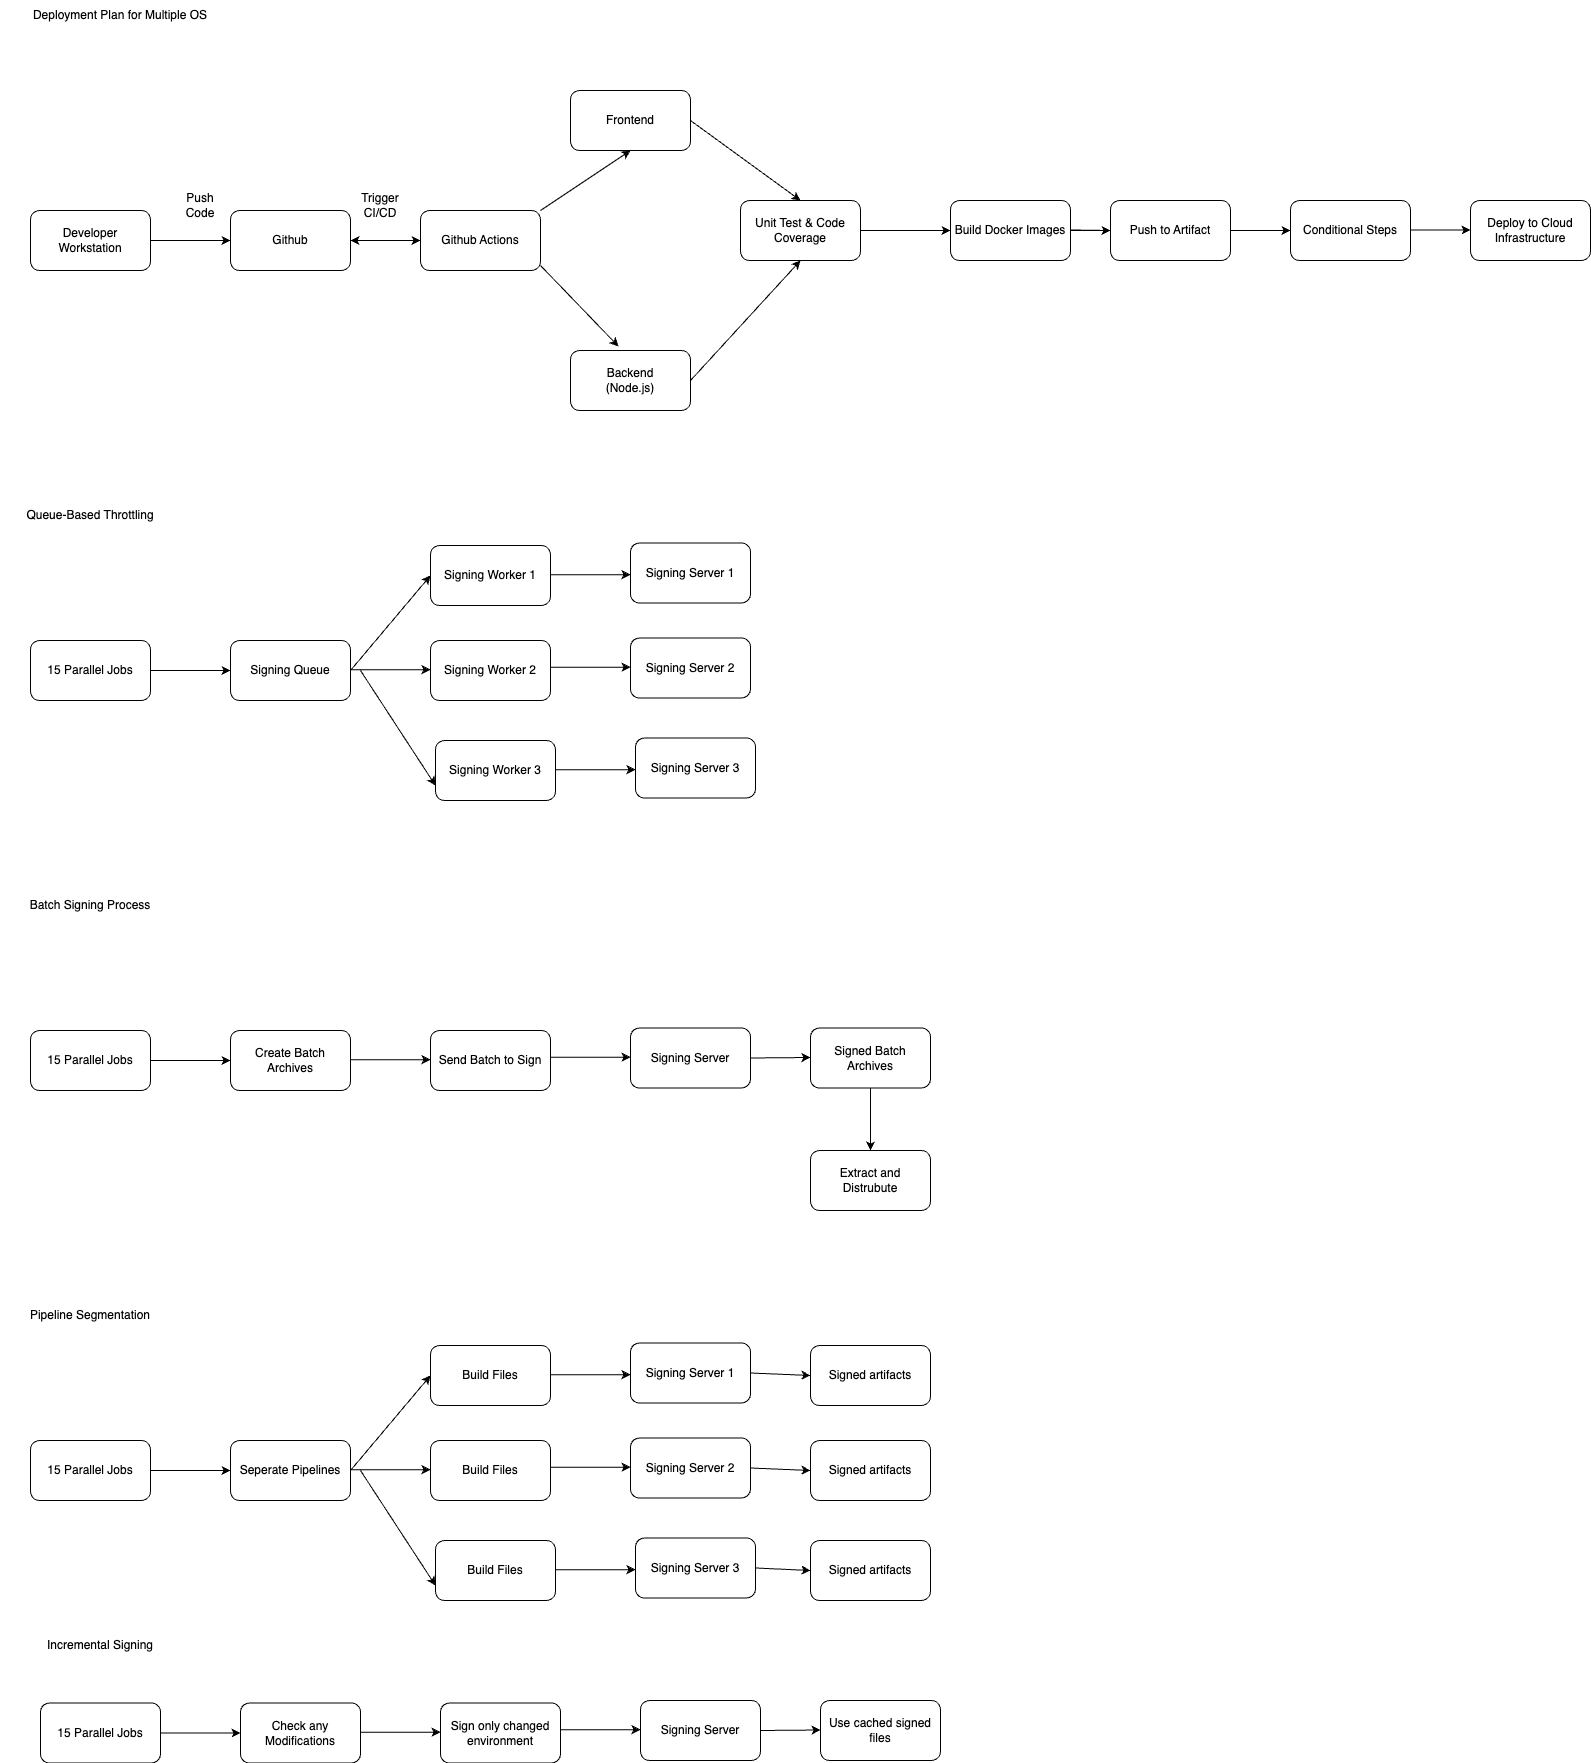 Deployment Plan for Multiple OS
Frontend
Push
Code
Trigger
CI/CD
Developer
Workstation
Github
Github Actions
Unit Test & Code
Coverage
Build Docker Images
Push to Artifact
Conditional Steps
Deploy to Cloud
Infrastructure
Backend
(Node.js)
Queue-Based Throttling
Signing Worker 1
Signing Server 1
15 Parallel Jobs
Signing Queue
Signing Worker 2
Signing Server 2
Signing Worker 3
Signing Server 3
Batch Signing Process
15 Parallel Jobs
Create Batch
Archives
Send Batch to Sign
Signing Server
Signed Batch
Archives
Extract and
Distrubute
Pipeline Segmentation
Build Files
Signing Server 1
Signed artifacts
15 Parallel Jobs
Seperate Pipelines
Build Files
Signing Server 2
Signed artifacts
Build Files
Signing Server 3
Signed artifacts
Incremental Signing
15 Parallel Jobs
Check any
Modifications
Sign only changed
environment
Signing Server
Use cached signed
files